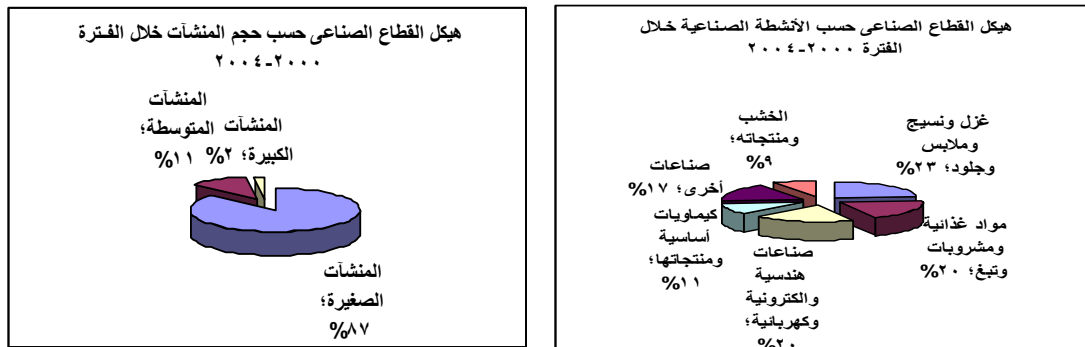 هيكل القطاع الصناعى حسب الأنشطة الصناعية خلال
الفترة ٢٠٠٠-٢٠٠٤
غزل ونسيج
وملابس
وجلود؛ ٢٣%
مواد غذائية
ومشروبات
وتبغ؛ ٢٠%
صناعات
هندسية
والكترونية
وكهربائية؛
٢٠%
كيماويات
أساسية
ومنتجاتها؛
١١%
صناعات
أخرى؛ ١٧%
الخشب
ومنتجاته؛
٩%
هيكل القطاع الصناعى حسب حجم المنشآت خلال الفترة
٢٠٠٠-٢٠٠٤
المنشآت
الكبيرة؛ ٢%
المنشآت
المتوسطة؛
١١%
المنشآت
الصغيرة؛
٨٧%